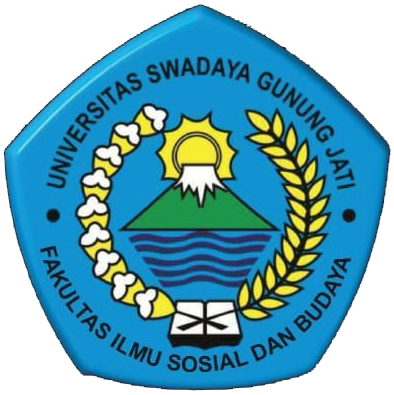 UNIVERSITAS SWADAYA GUNUNG JATI
FAKULTAS ILMU SOSIAL DAN BUDAYA